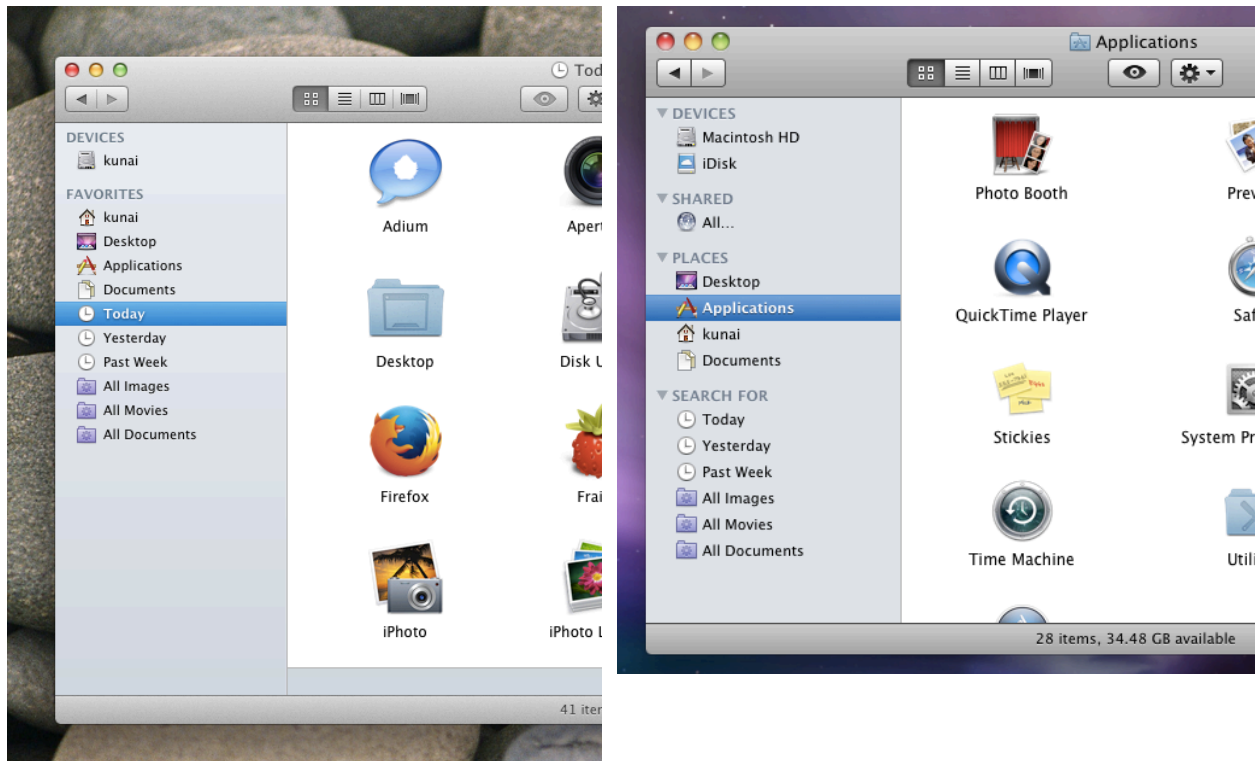 Tod
DEVICES
kunai
FAVORITES
kunai
Desktop
Applications
Documents
Today
Yesterday
Past Week
All Images
All Movies
All Documents
Adium
Aper
Desktop
Disk U
Firefox
Frai
iPhoto
iPhoto L
41 iter
Applications
DEVICES
Macintosh HD
iDisk
SHARED
All...
PLACES
Desktop
Applications
kunai
Documents
SEARCH FOR
Today
Yesterday
Past Week
All Images
All Movies
All Documents
Photo Booth
Prev
QuickTime Player
Saf
Stickies
System Pr
Time Machine
Utili
28 items, 34.48 GB available